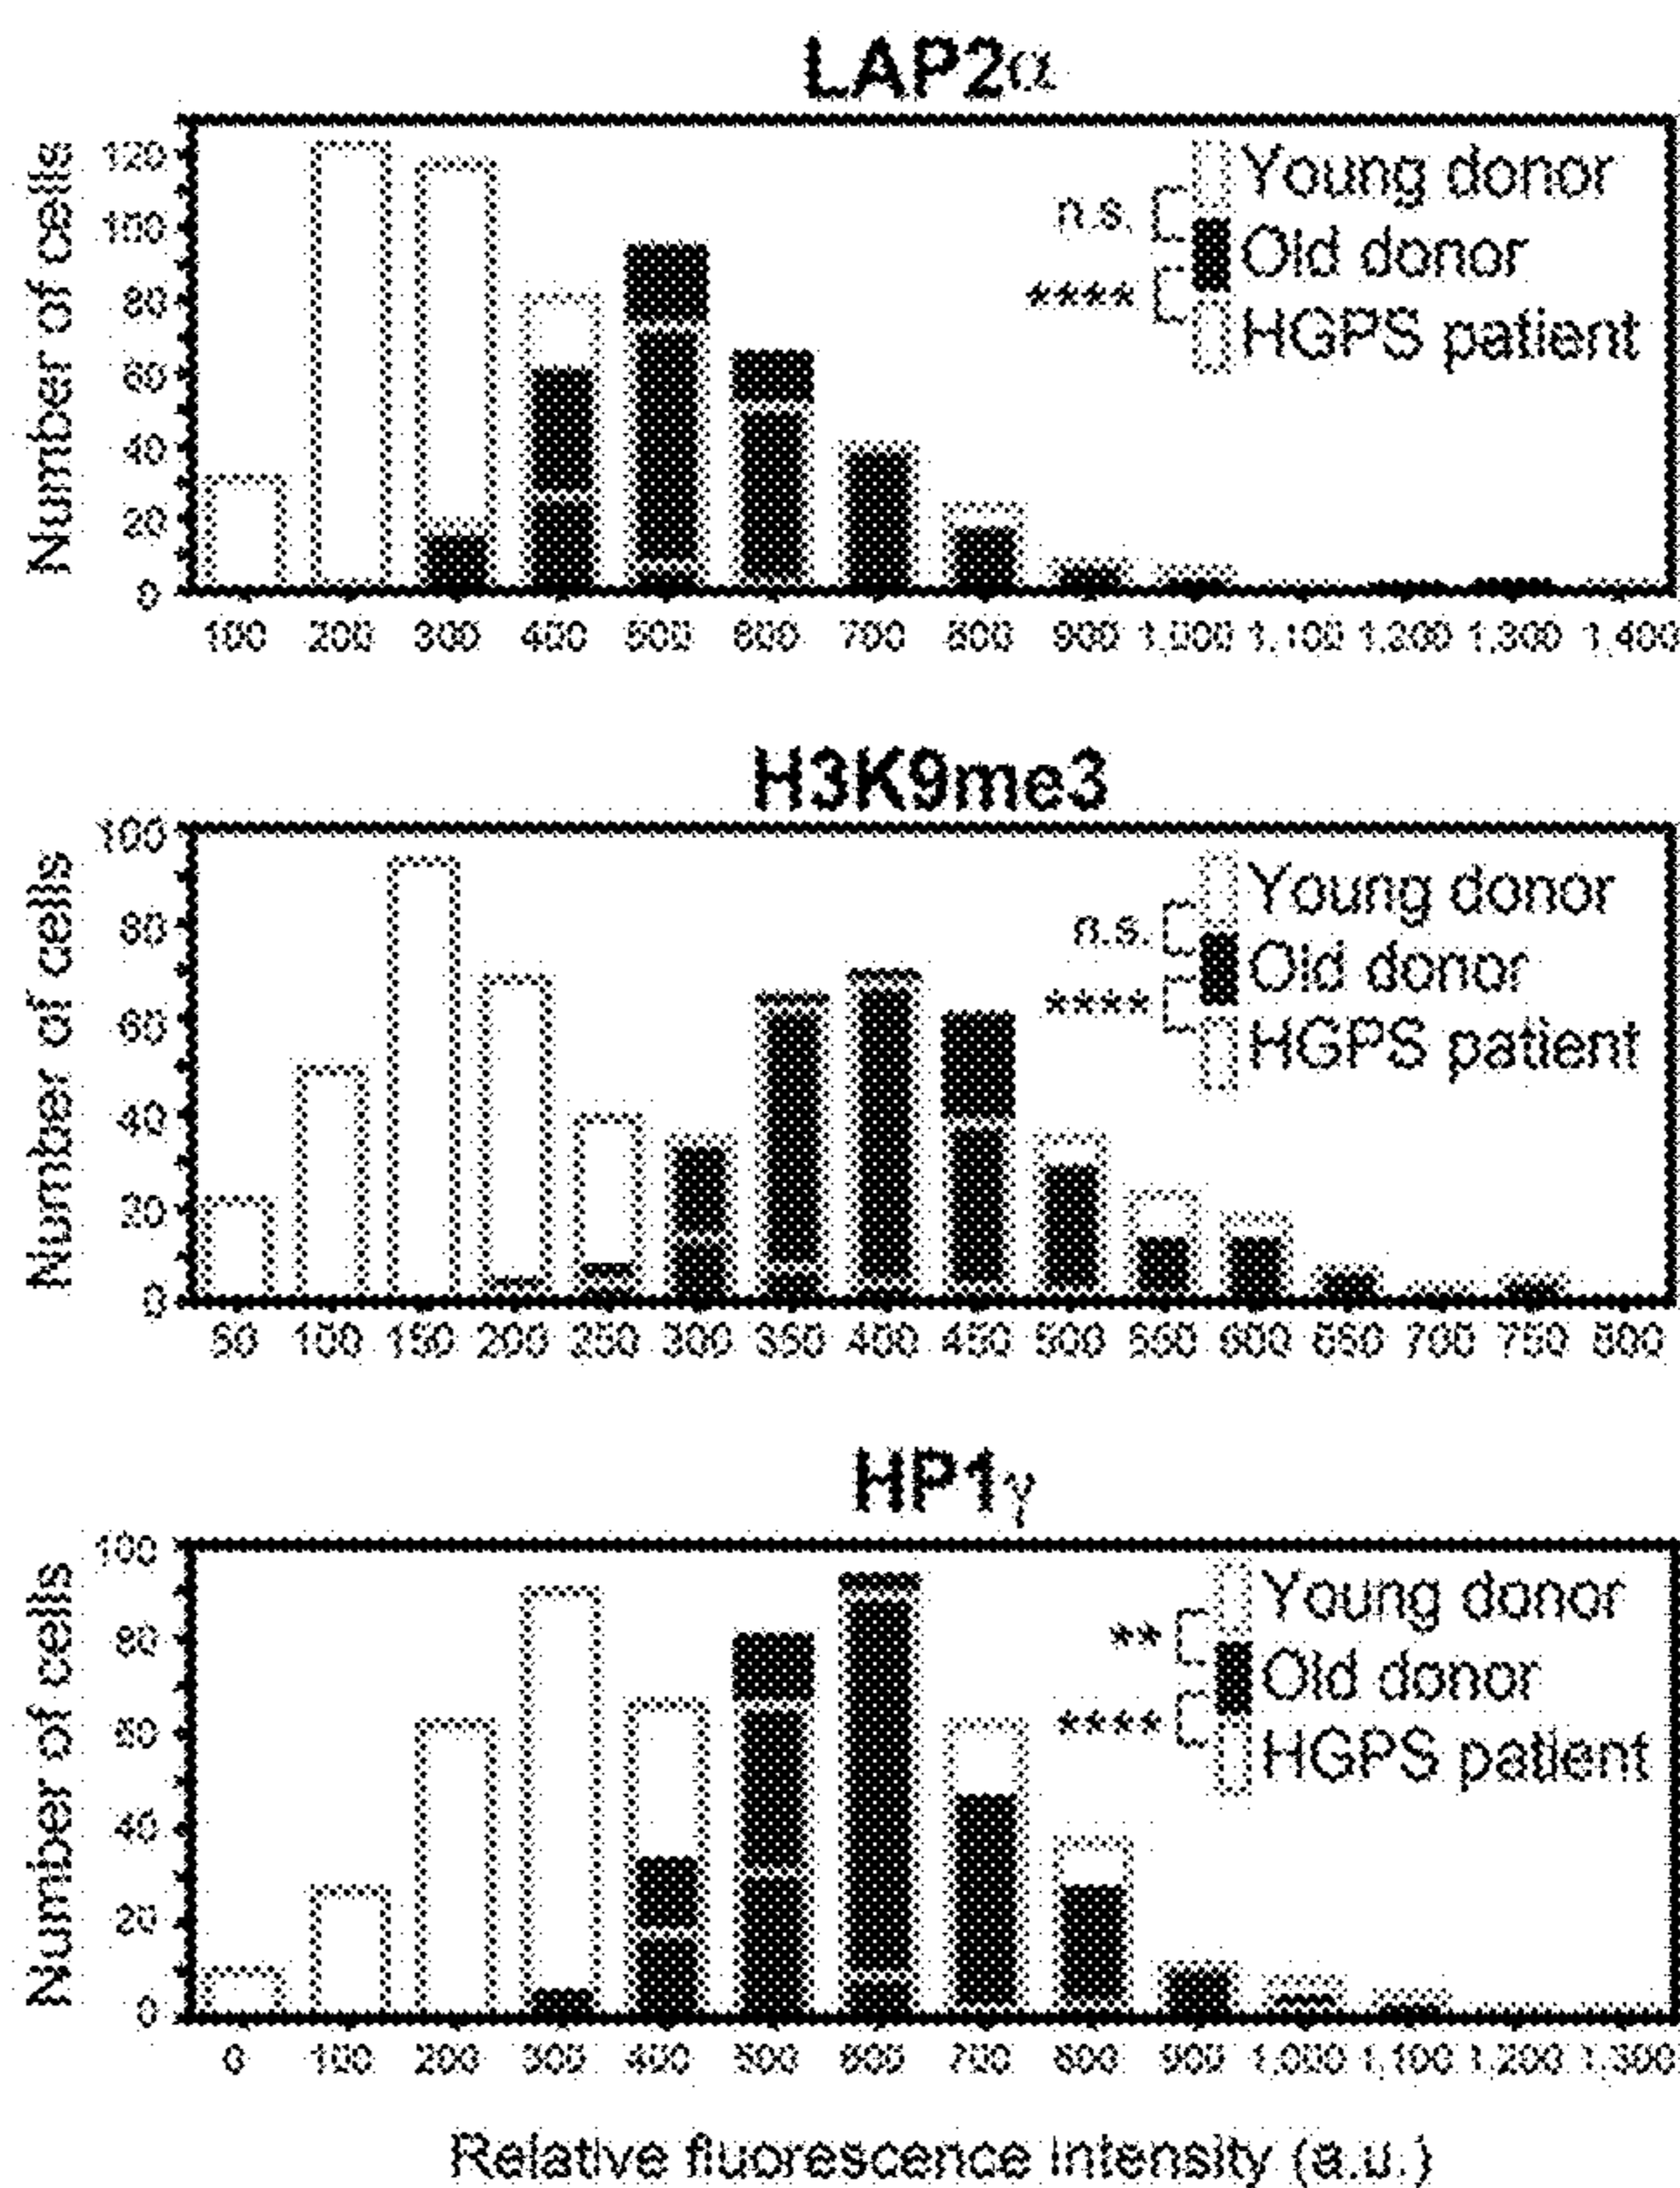 LAP2α
Number of cells
120
100
80
60
40
20
0
n.s.
****
Young donor
Old donor
HGPS patient
100 200 300 400 500 600 700 800 900 1,000 1,100 1,200 1,300 1,400
H3K9me3
Number of cells
100
80
60
40
20
0
n.s.
****
Young donor
Old donor
HGPS patient
50 100 150 200 250 300 350 400 450 500 550 600 650 700 750 800
HP1γ
Number of cells
100
80
60
40
20
0
**
****
Young donor
Old donor
HGPS patient
0 100 200 300 400 500 600 700 800 900 1,000 1,100 1,200 1,300
Relative fluorescence intensity (a.u.)